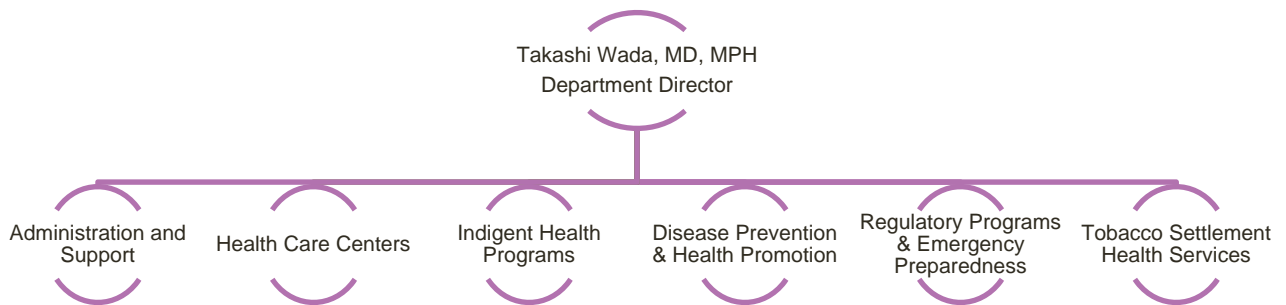 Takashi Wada, MD, MPH
Department Director
Administration and
Support
Health Care Centers
Indigent Health
Programs
Disease Prevention
& Health Promotion
Regulatory Programs
& Emergency
Preparedness
Tobacco Settlement
Health Services